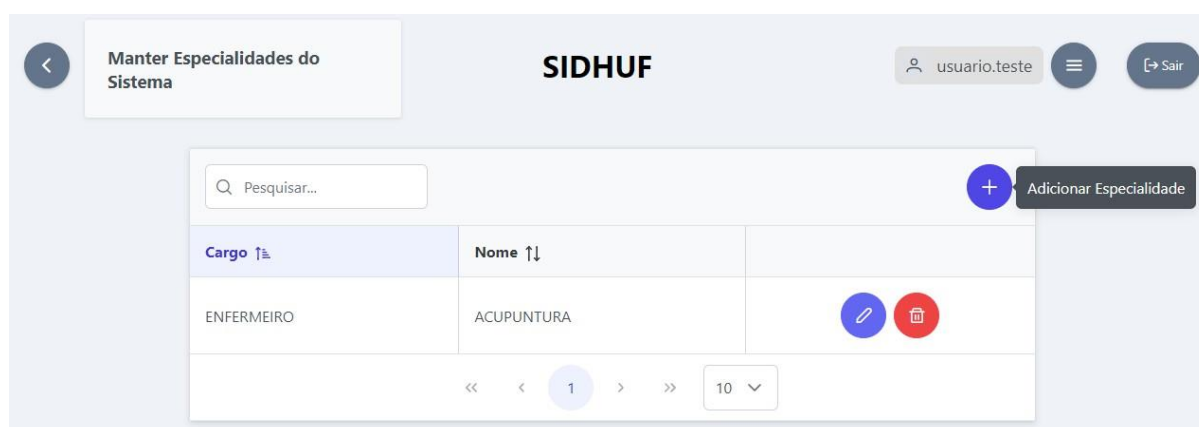 Manter Especialidades do
Sistema
SIDHUF
usuario.teste
Sair
Pesquisar...
Adicionar Especialidade
Cargo
Nome
ENFERMEIRO
ACUPUNTURA
1
10